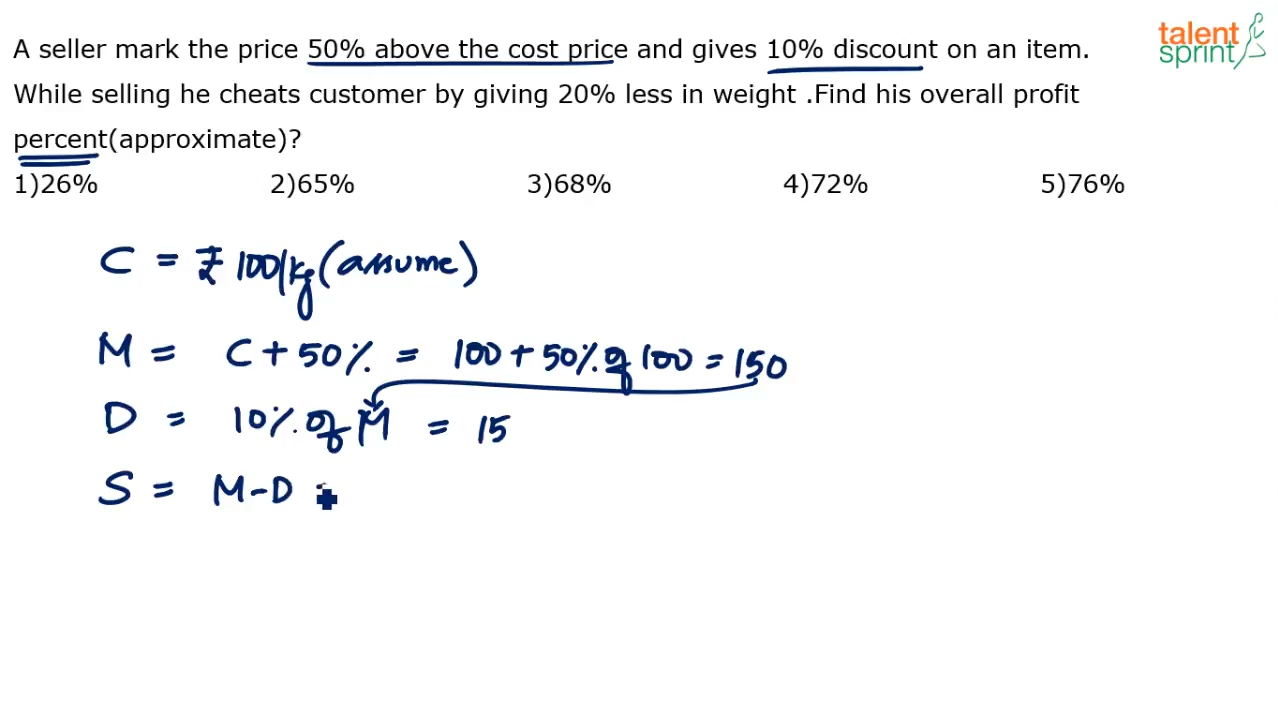 talent
sprint
A seller mark the price 50% above the cost price and gives 10% discount on an item.
While selling he cheats customer by giving 20% less in weight .Find his overall profit
percent(approximate)?
1)26% 2)65% 3)68% 4)72% 5)76%
C = ₹ 100/kg (assume)
M = C + 50% = 100 + 50% of 100 = 150
D = 10% of M = 15
S = M-D